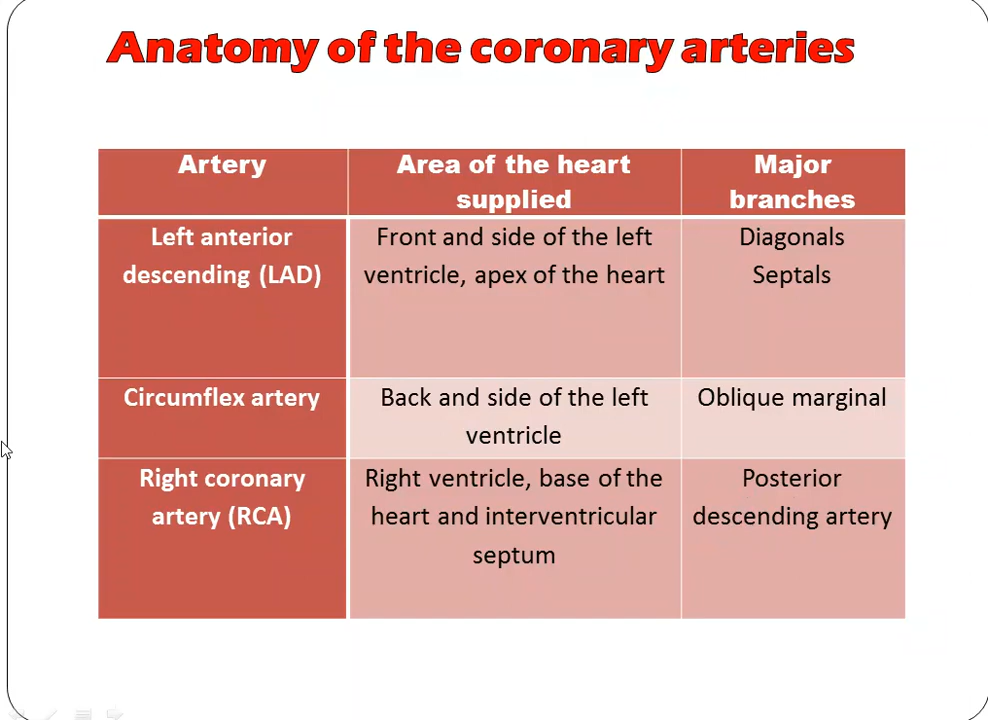 Anatomy of the coronary arteries
Artery
Area of the heart
supplied
Major
branches
Left anterior
descending (LAD)
Front and side of the left
ventricle, apex of the heart
Diagonals
Septals
Circumflex artery
Back and side of the left
ventricle
Oblique marginal
Right coronary
artery (RCA)
Right ventricle, base of the
heart and interventricular
septum
Posterior
descending artery